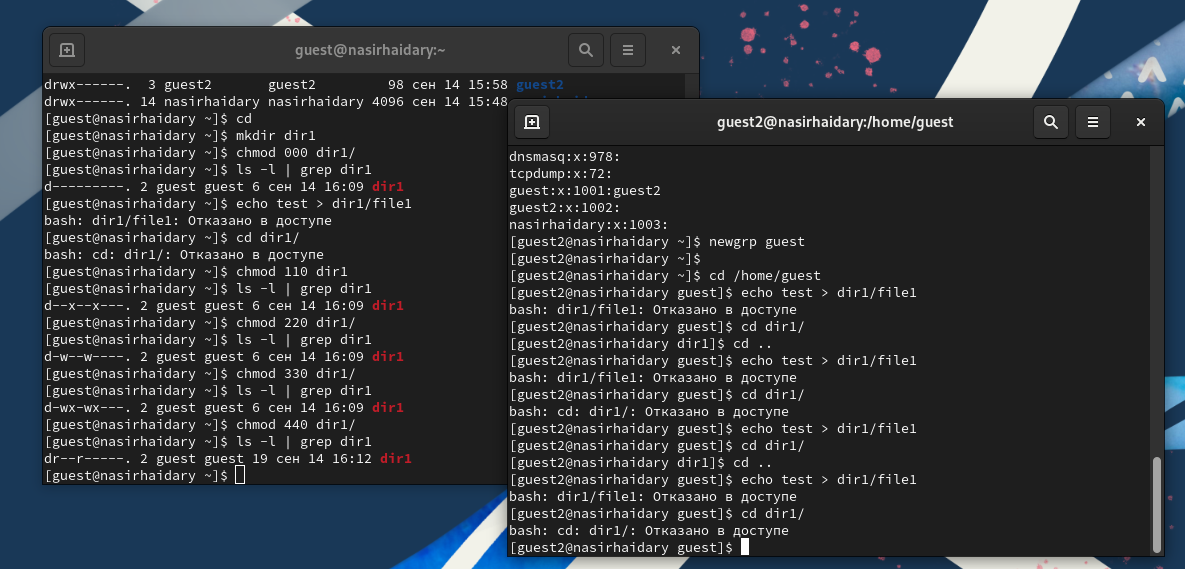 guest@nasirhaidary:~
drwx------.  3 guest2       guest2         98 сен 14 15:58 guest2
drwx------. 14 nasirhaidary nasirhaidary 4096 сен 14 15:48
[guest@nasirhaidary ~]$ cd
[guest@nasirhaidary ~]$ mkdir dir1
[guest@nasirhaidary ~]$ chmod 000 dir1/
[guest@nasirhaidary ~]$ ls -l | grep dir1
d---------. 2 guest guest 6 сен 14 16:09 dir1
[guest@nasirhaidary ~]$ echo test > dir1/file1
bash: dir1/file1: Отказано в доступе
[guest@nasirhaidary ~]$ cd dir1/
bash: cd: dir1/: Отказано в доступе
[guest@nasirhaidary ~]$ chmod 110 dir1
[guest@nasirhaidary ~]$ ls -l | grep dir1
d--x--x---. 2 guest guest 6 сен 14 16:09 dir1
[guest@nasirhaidary ~]$ chmod 220 dir1/
[guest@nasirhaidary ~]$ ls -l | grep dir1
d-w--w----. 2 guest guest 6 сен 14 16:09 dir1
[guest@nasirhaidary ~]$ chmod 330 dir1/
[guest@nasirhaidary ~]$ ls -l | grep dir1
d-wx-wx---. 2 guest guest 6 сен 14 16:09 dir1
[guest@nasirhaidary ~]$ chmod 440 dir1/
[guest@nasirhaidary ~]$ ls -l | grep dir1
dr--r-----. 2 guest guest 19 сен 14 16:12 dir1
[guest@nasirhaidary ~]$
guest2@nasirhaidary:/home/guest
dnsmasq:x:978:
tcpdump:x:72:
guest:x:1001:guest2
guest2:x:1002:
nasirhaidary:x:1003:
[guest2@nasirhaidary ~]$ newgrp guest
[guest2@nasirhaidary ~]$
[guest2@nasirhaidary ~]$ cd /home/guest
[guest2@nasirhaidary guest]$ echo test > dir1/file1
bash: dir1/file1: Отказано в доступе
[guest2@nasirhaidary guest]$ cd dir1/
[guest2@nasirhaidary dir1]$ cd ..
[guest2@nasirhaidary guest]$ echo test > dir1/file1
bash: dir1/file1: Отказано в доступе
[guest2@nasirhaidary guest]$ cd dir1/
bash: cd: dir1/: Отказано в доступе
[guest2@nasirhaidary guest]$ echo test > dir1/file1
[guest2@nasirhaidary guest]$ cd dir1/
[guest2@nasirhaidary dir1]$ cd ..
[guest2@nasirhaidary guest]$ echo test > dir1/file1
bash: dir1/file1: Отказано в доступе
[guest2@nasirhaidary guest]$ cd dir1/
bash: cd: dir1/: Отказано в доступе
[guest2@nasirhaidary guest]$